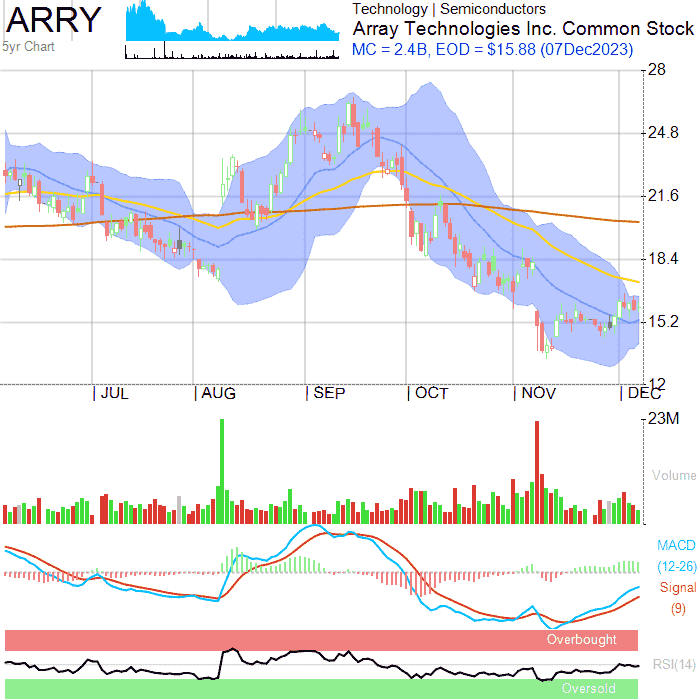 ARRY
5yr Chart
Technology | Semiconductors
Array Technologies Inc. Common Stock
MC = 2.4B, EOD = $15.88 (07Dec2023)
28
24.8
21.6
18.4
15.2
12
JUL
AUG
SEP
OCT
NOV
DEC
23M
Volume
MACD
(12-26)
Signal
(9)
Overbought
RSI(14)
Oversold